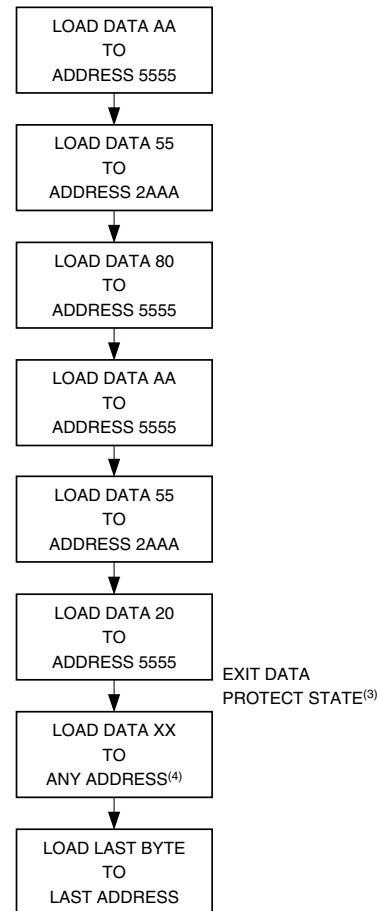 LOAD DATA AA
TO
ADDRESS 5555
LOAD DATA 55
TO
ADDRESS 2AAA
LOAD DATA 80
TO
ADDRESS 5555
LOAD DATA AA
TO
ADDRESS 5555
LOAD DATA 55
TO
ADDRESS 2AAA
LOAD DATA 20
TO
ADDRESS 5555
EXIT DATA
PROTECT STATE(3)
LOAD DATA XX
TO
ANY ADDRESS(4)
LOAD LAST BYTE
TO
LAST ADDRESS